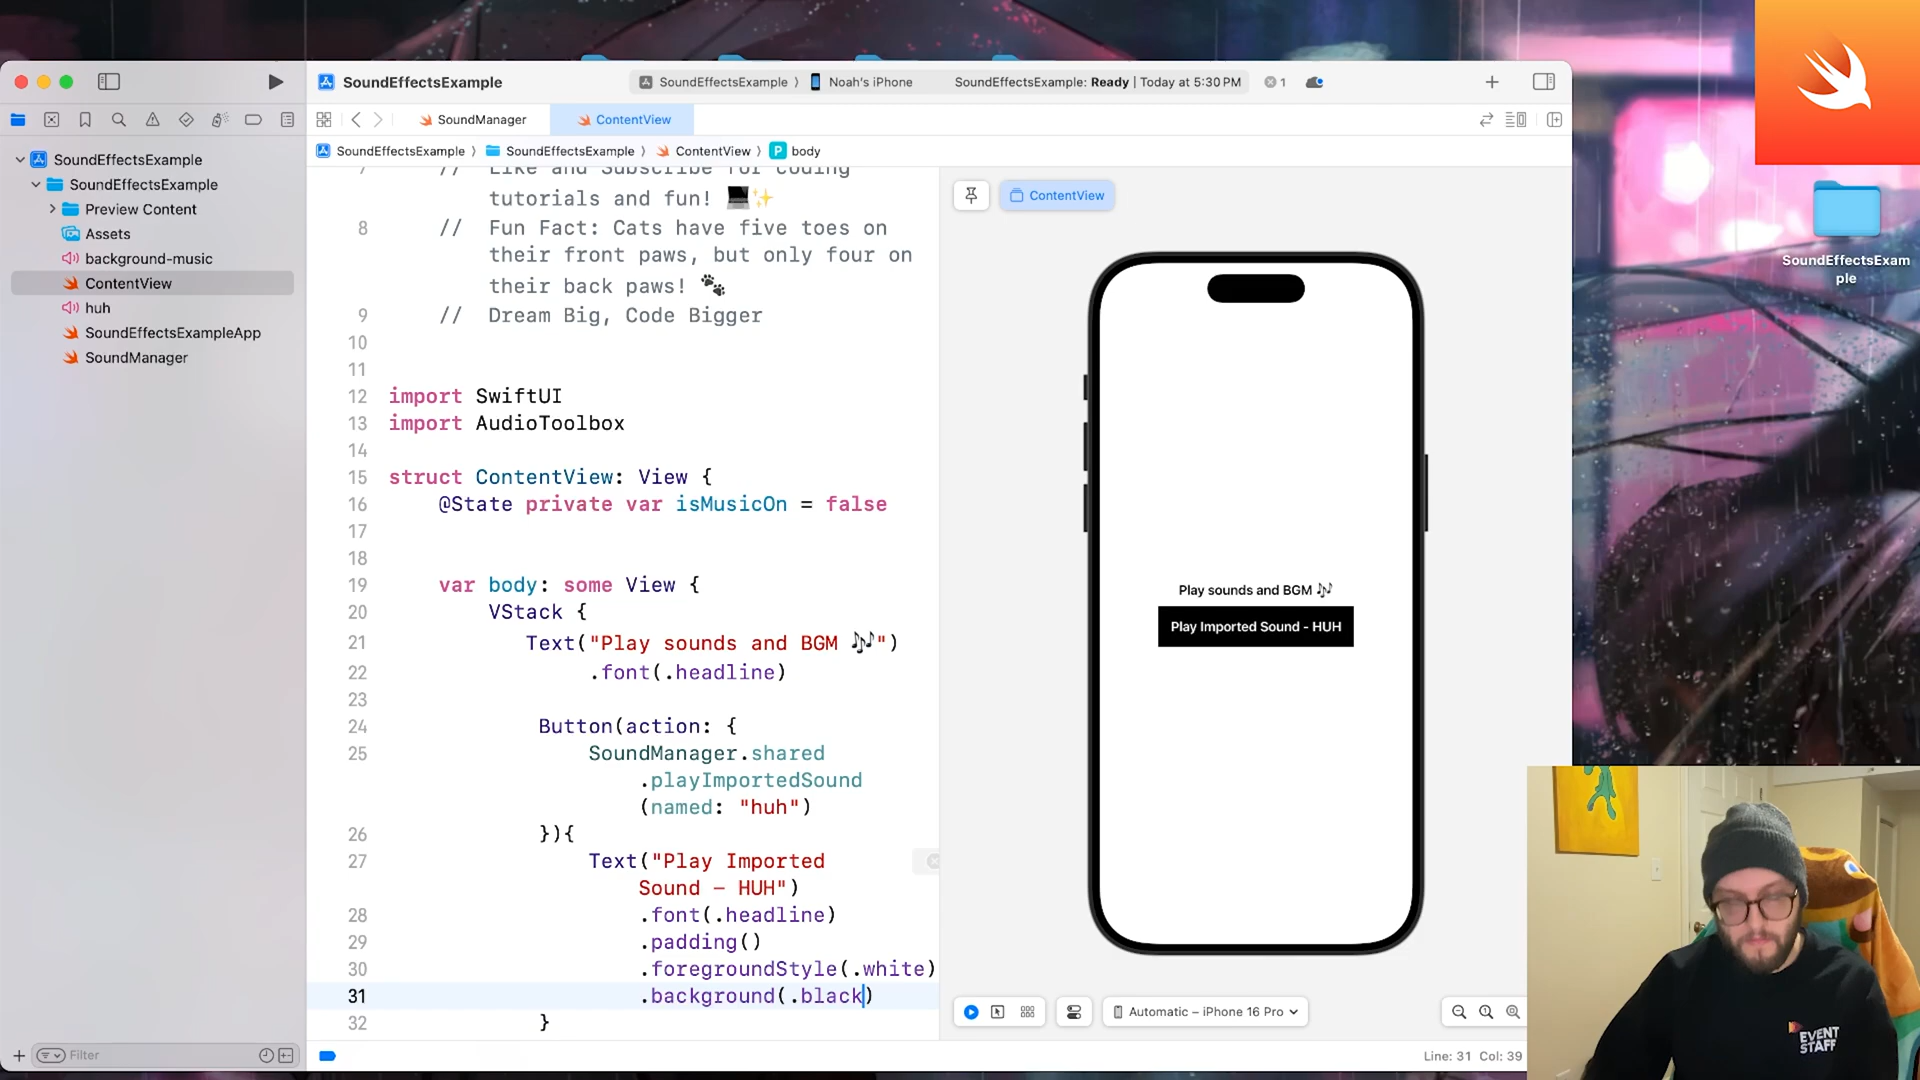 SoundEffectsExample
SoundEffectsExample 〉 Noah's iPhone
SoundEffectsExample: Ready | Today at 5:30 PM
1
SoundManager
ContentView
SoundEffectsExample 〉 SoundEffectsExample 〉 ContentView 〉 P body
SoundEffectsExample
SoundEffectsExample
Preview Content
Assets
background-music
ContentView
huh
SoundEffectsExampleApp
SoundManager
Filter
7 // Like and Subscribe for coding
tutorials and fun! 💻✨
8 // Fun Fact: Cats have five toes on
their front paws, but only four on
their back paws! 🐾
9 // Dream Big, Code Bigger
10
11
12 import SwiftUI
13 import AudioToolbox
14
15 struct ContentView: View {
16 @State private var isMusicOn = false
17
18
19 var body: some View {
20 VStack {
21 Text("Play sounds and BGM 🎶")
22 .font(.headline)
23
24 Button(action: {
25 SoundManager.shared
.playImportedSound
(named: "huh")
26 }){
27 Text("Play Imported
Sound – HUH")
28 .font(.headline)
29 .padding()
30 .foregroundStyle(.white)
31 .background(.black)
32 }
ContentView
Play sounds and BGM 🎶
Play Imported Sound - HUH
Automatic – iPhone 16 Pro
Line: 31 Col: 39
SoundEffectsExam
ple
EVENT
STAFF